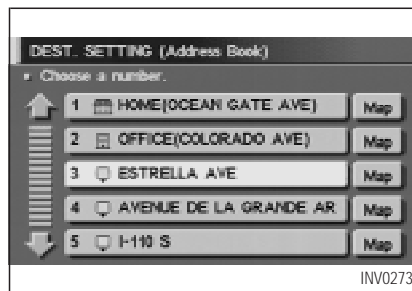 DEST. SETTING (Address Book)
Choose a number.
1 HOME(OCEAN GATE AVE) Map
2 OFFICE(COLORADO AVE) Map
3 ESTRELLA AVE Map
4 AVENUE DE LA GRANDE AR Map
5 I-110 S Map
INV0273